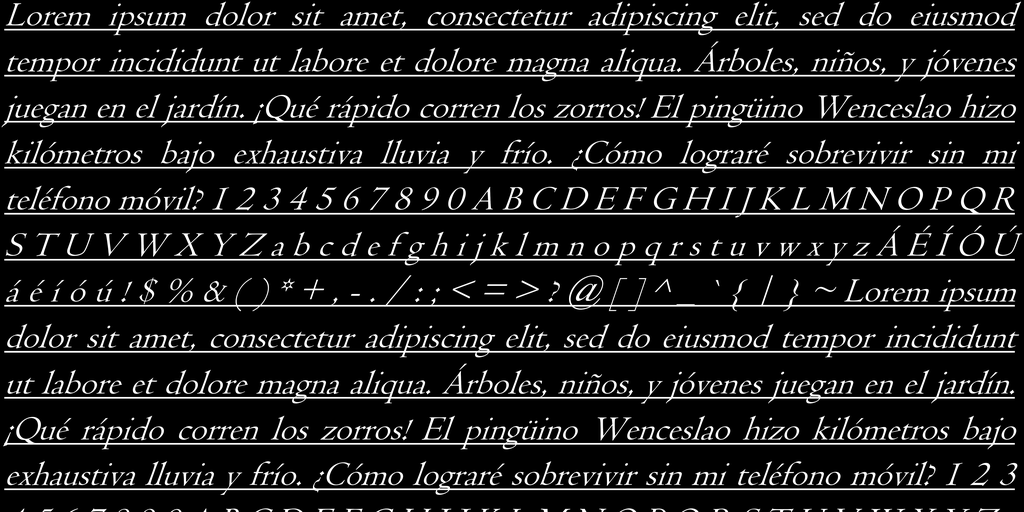 Lorem ipsum dolor sit amet, consectetur adipiscing elit, sed do eiusmod
tempor incididunt ut labore et dolore magna aliqua. Árboles, niños, y jóvenes
juegan en el jardín. ¡Qué rápido corren los zorros! El pingüino Wenceslao hizo
kilómetros bajo exhaustiva lluvia y frío. ¿Cómo lograré sobrevivir sin mi
teléfono móvil? 1 2 3 4 5 6 7 8 9 0 A B C D E F G H I J K L M N O P Q R
S T U V W X Y Z a b c d e f g h i j k l m n o p q r s t u v w x y z Á É Í Ó Ú
á é í ó ú ! $ % & ( ) * + , - . / : ; < = > ? @ [ ] ^ _ ` { | } ~ Lorem ipsum
dolor sit amet, consectetur adipiscing elit, sed do eiusmod tempor incididunt
ut labore et dolore magna aliqua. Árboles, niños, y jóvenes juegan en el jardín.
¡Qué rápido corren los zorros! El pingüino Wenceslao hizo kilómetros bajo
exhaustiva lluvia y frío. ¿Cómo lograré sobrevivir sin mi teléfono móvil? 1 2 3